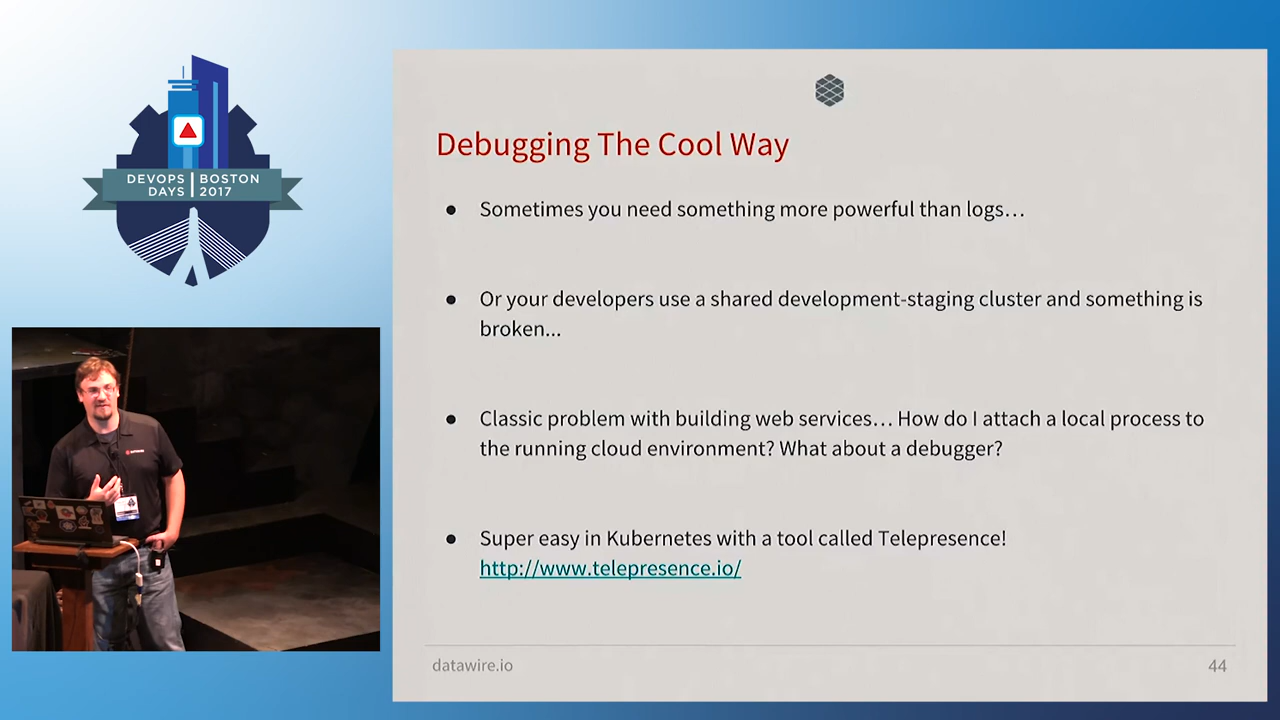 DEVOPS BOSTON
DAYS 2017
Debugging The Cool Way
● Sometimes you need something more powerful than logs…
● Or your developers use a shared development-staging cluster and something is
broken...
● Classic problem with building web services… How do I attach a local process to
the running cloud environment? What about a debugger?
● Super easy in Kubernetes with a tool called Telepresence!
http://www.telepresence.io/
datawire.io
44